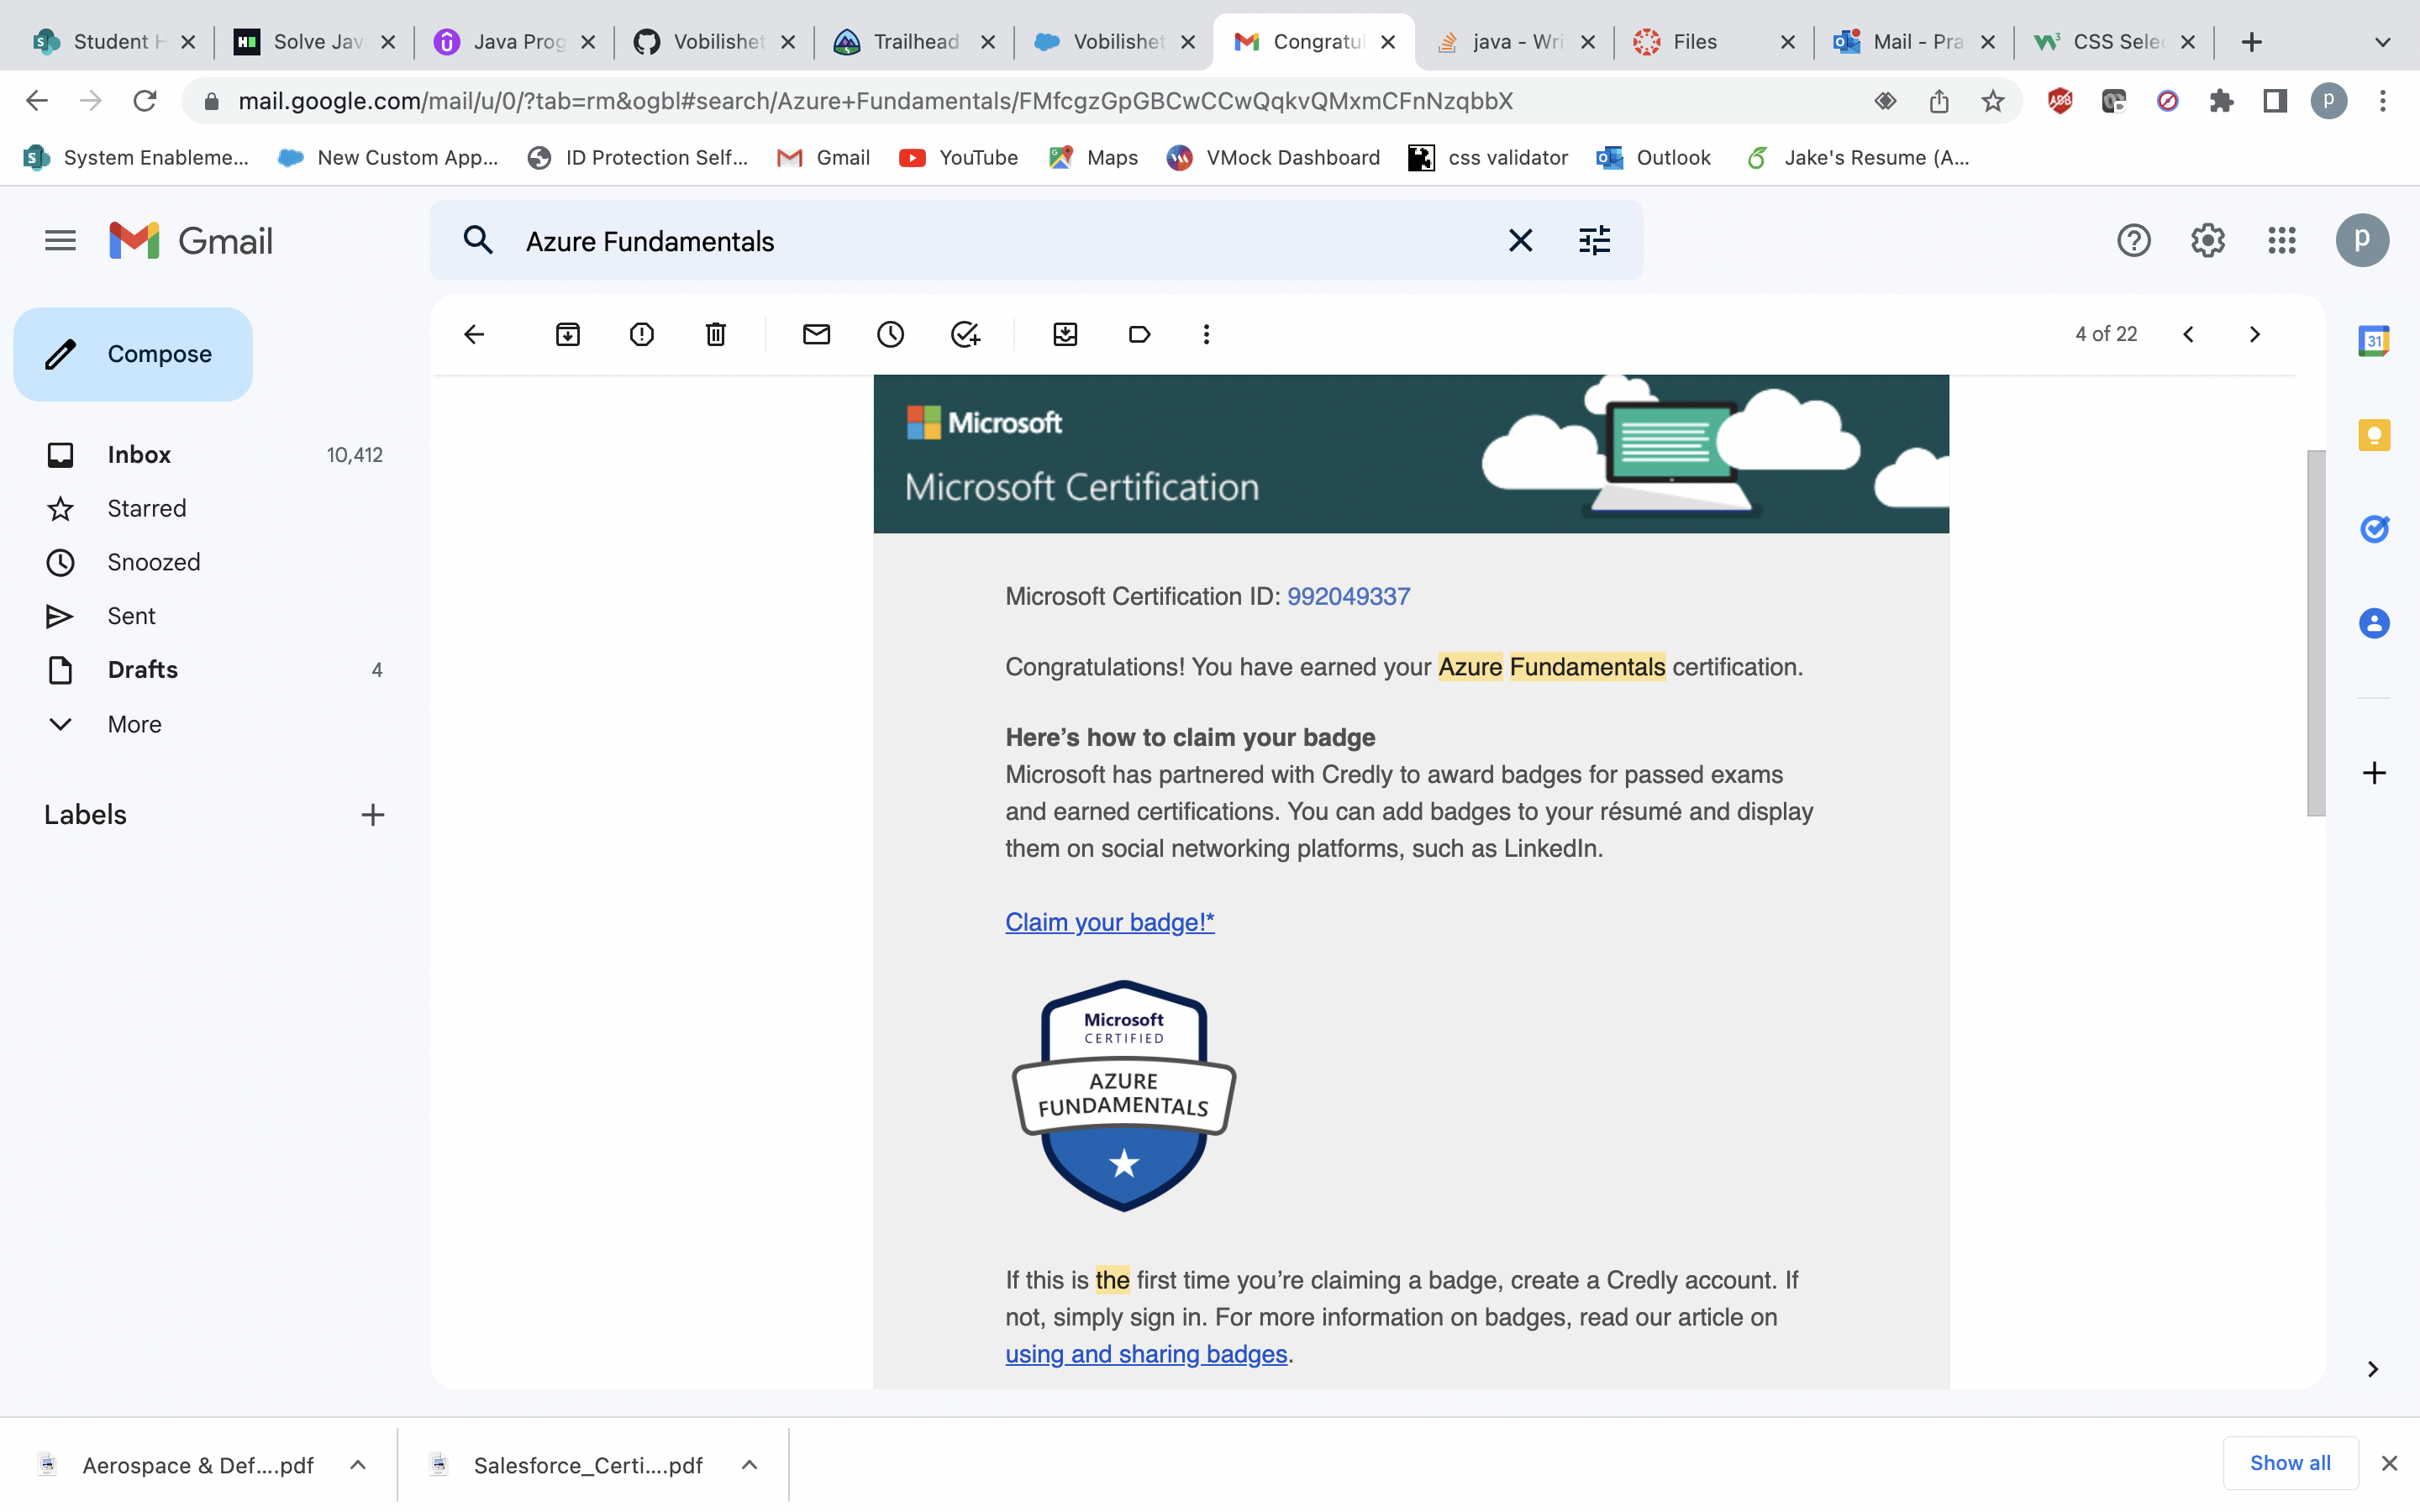 Student H
Solve Jav
Java Prog
Vobilishet
Trailhead
Vobilishet
Congratul
java - Wri
Files
Mail - Pra
CSS Selec
mail.google.com/mail/u/0/?tab=rm&ogbl#search/Azure+Fundamentals/FMfcgzGpGBCwCCwQqkvQMxmCFnNzqbbX
p
System Enableme...
New Custom App...
ID Protection Self...
Gmail
YouTube
Maps
VMock Dashboard
css validator
Outlook
Jake's Resume (A...
Gmail
Azure Fundamentals
p
Compose
4 of 22
Inbox 10,412
Starred
Snoozed
Sent
Drafts 4
More
Labels
31
Microsoft
Microsoft Certification
Microsoft Certification ID: 992049337
Congratulations! You have earned your Azure Fundamentals certification.
Here’s how to claim your badge
Microsoft has partnered with Credly to award badges for passed exams
and earned certifications. You can add badges to your résumé and display
them on social networking platforms, such as LinkedIn.
Claim your badge!*
Microsoft
CERTIFIED
AZURE
FUNDAMENTALS
If this is the first time you’re claiming a badge, create a Credly account. If
not, simply sign in. For more information on badges, read our article on
using and sharing badges.
Aerospace & Def....pdf
Salesforce_Certi....pdf
Show all